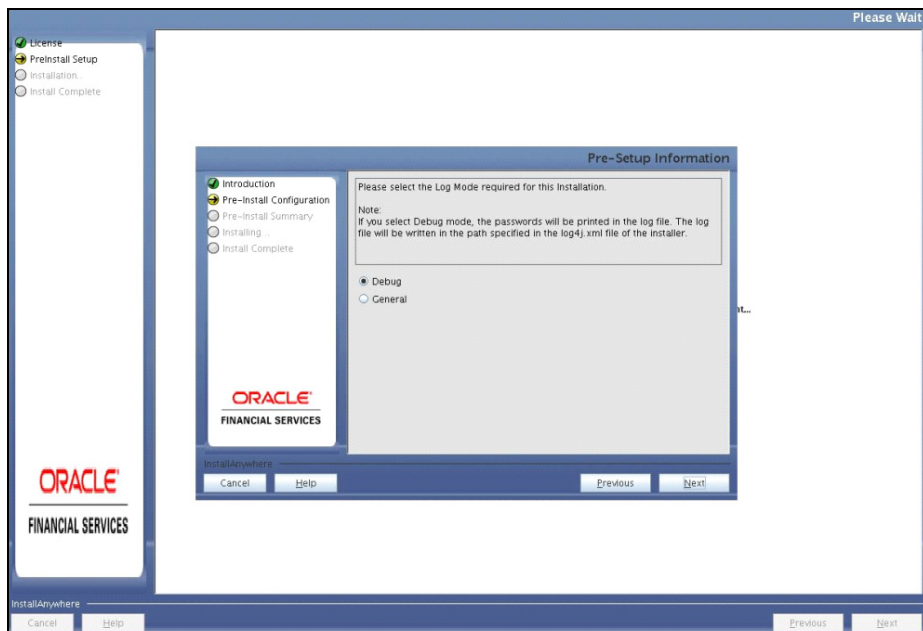 Please Wait
License
PreInstall Setup
Installation..
Install Complete
Pre-Setup Information
Introduction
Pre-Install Configuration
Pre-Install Summary
Installing...
Install Complete
Please select the Log Mode required for this Installation.
Note:
If you select Debug mode, the passwords will be printed in the log file. The log
file will be written in the path specified in the log4j.xml file of the installer.
Debug
General
ORACLE
FINANCIAL SERVICES
InstallAnywhere
Cancel
Help
Previous
Next
ORACLE
FINANCIAL SERVICES
InstallAnywhere
Cancel
Help
Previous
Next